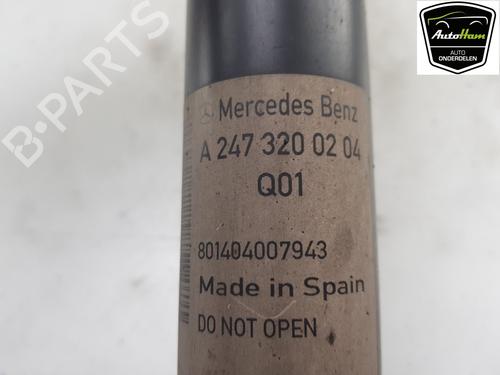 AutoHam
AUTO
ONDERDELEN
B-PARTS
Mercedes Benz
A 247 320 02 04
Q01
801404007943
Made in Spain
DO NOT OPEN